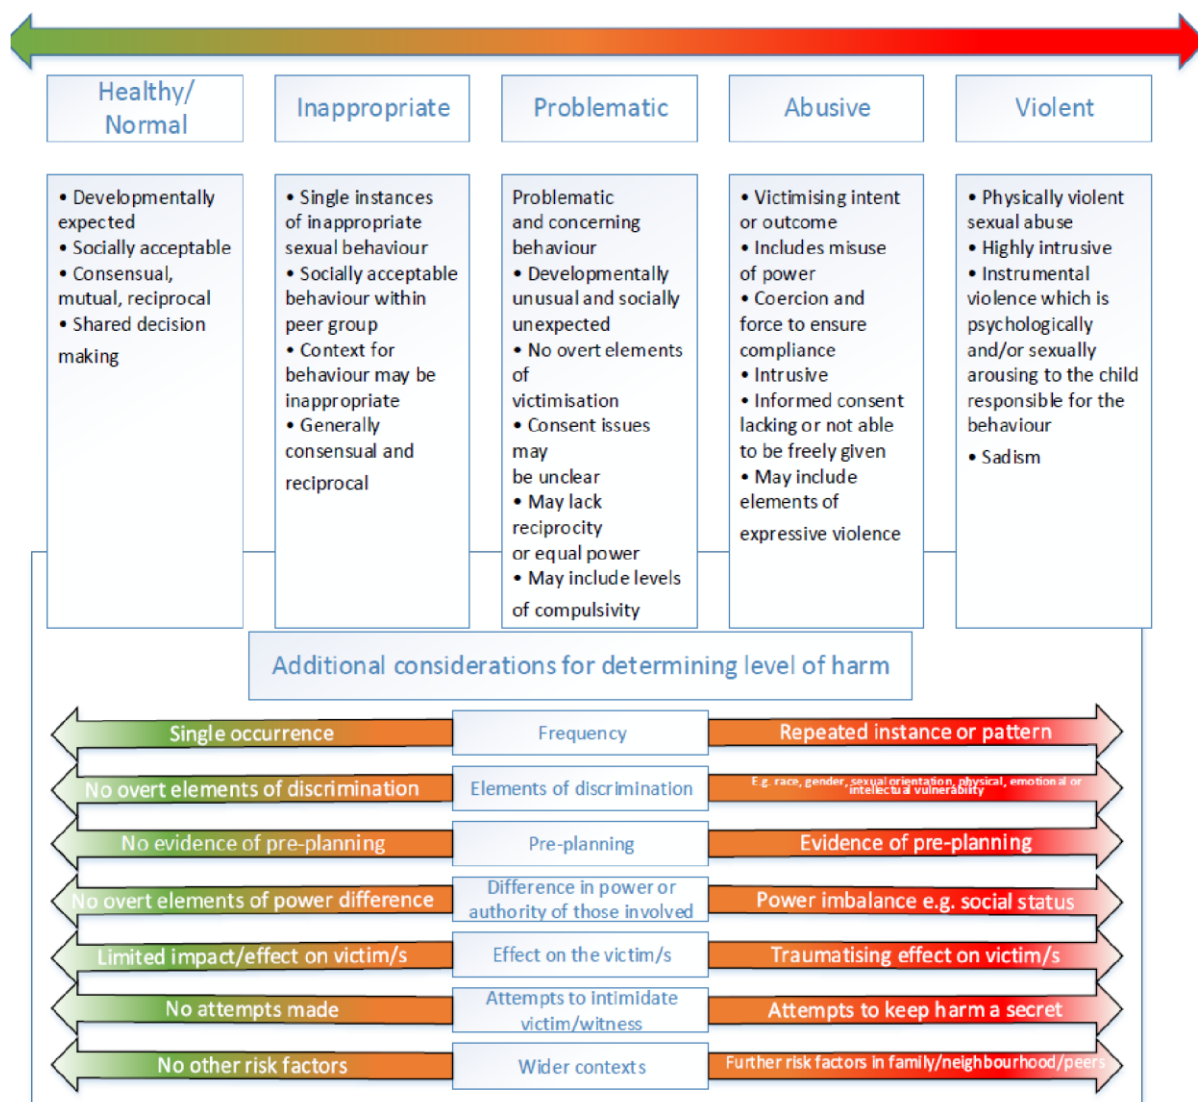 Healthy/
Normal
Inappropriate
Problematic
Abusive
Violent
• Developmentally
expected
• Socially acceptable
• Consensual,
mutual, reciprocal
• Shared decision
making
• Single instances
of inappropriate
sexual behaviour
• Socially acceptable
behaviour within
peer group
• Context for
behaviour may be
inappropriate
• Generally
consensual and
reciprocal
Problematic
and concerning
behaviour
• Developmentally
unusual and socially
unexpected
• No overt elements
of
victimisation
• Consent issues
may
be unclear
• May lack
reciprocity
or equal power
• May include levels
of compulsivity
• Victimising intent
or outcome
• Includes misuse
of power
• Coercion and
force to ensure
compliance
• Intrusive
• Informed consent
lacking or not able
to be freely given
• May include
elements of
expressive violence
• Physically violent
sexual abuse
• Highly intrusive
• Instrumental
violence which is
psychologically
and/or sexually
arousing to the child
responsible for the
behaviour
• Sadism
Additional considerations for determining level of harm
Single occurrence
Frequency
Repeated instance or pattern
No overt elements of discrimination
Elements of discrimination
E.g. race, gender, sexual orientation, physical, emotional or
intellectual vulnerability
No evidence of pre-planning
Pre-planning
Evidence of pre-planning
No overt elements of power difference
Difference in power or
authority of those involved
Power imbalance e.g. social status
Limited impact/effect on victim/s
Effect on the victim/s
Traumatising effect on victim/s
No attempts made
Attempts to intimidate
victim/witness
Attempts to keep harm a secret
No other risk factors
Wider contexts
Further risk factors in family/neighbourhood/peers